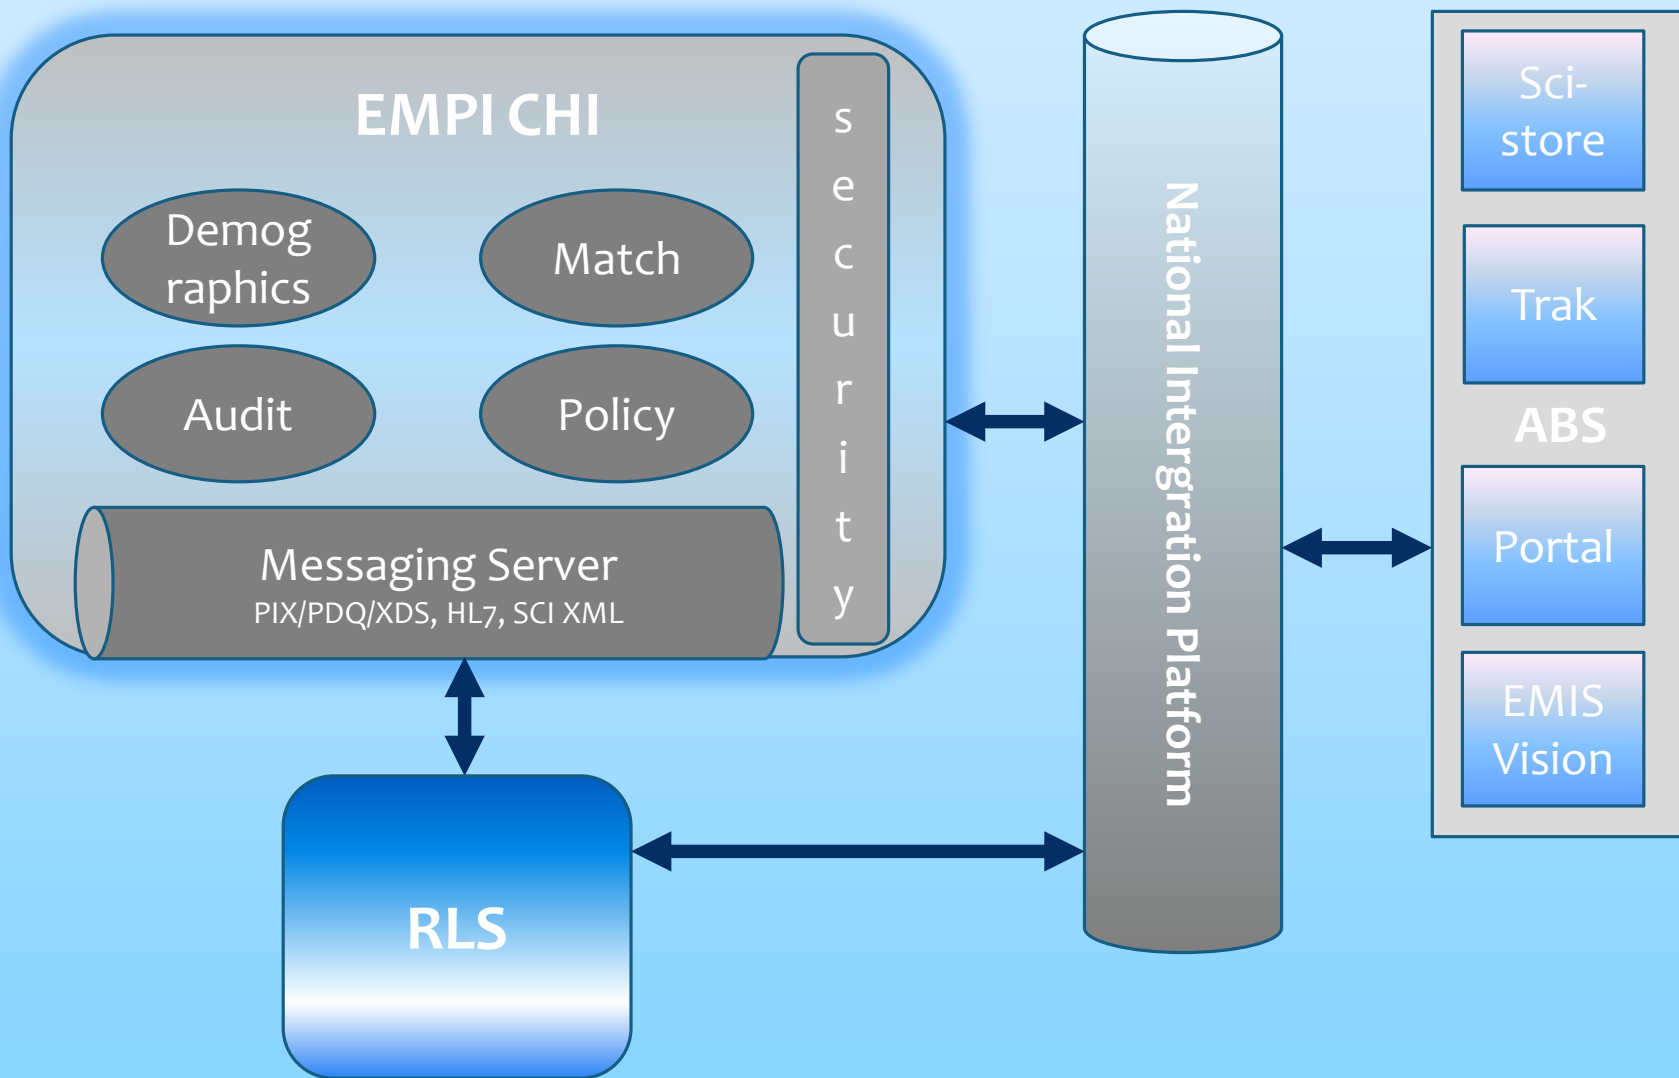 EMPI CHI
Demog
raphics
Match
Audit
Policy
Messaging Server
PIX/PDQ/XDS, HL7, SCI XML
security
RLS
National Intergration Platform
Sci-
store
Trak
ABS
Portal
EMIS
Vision